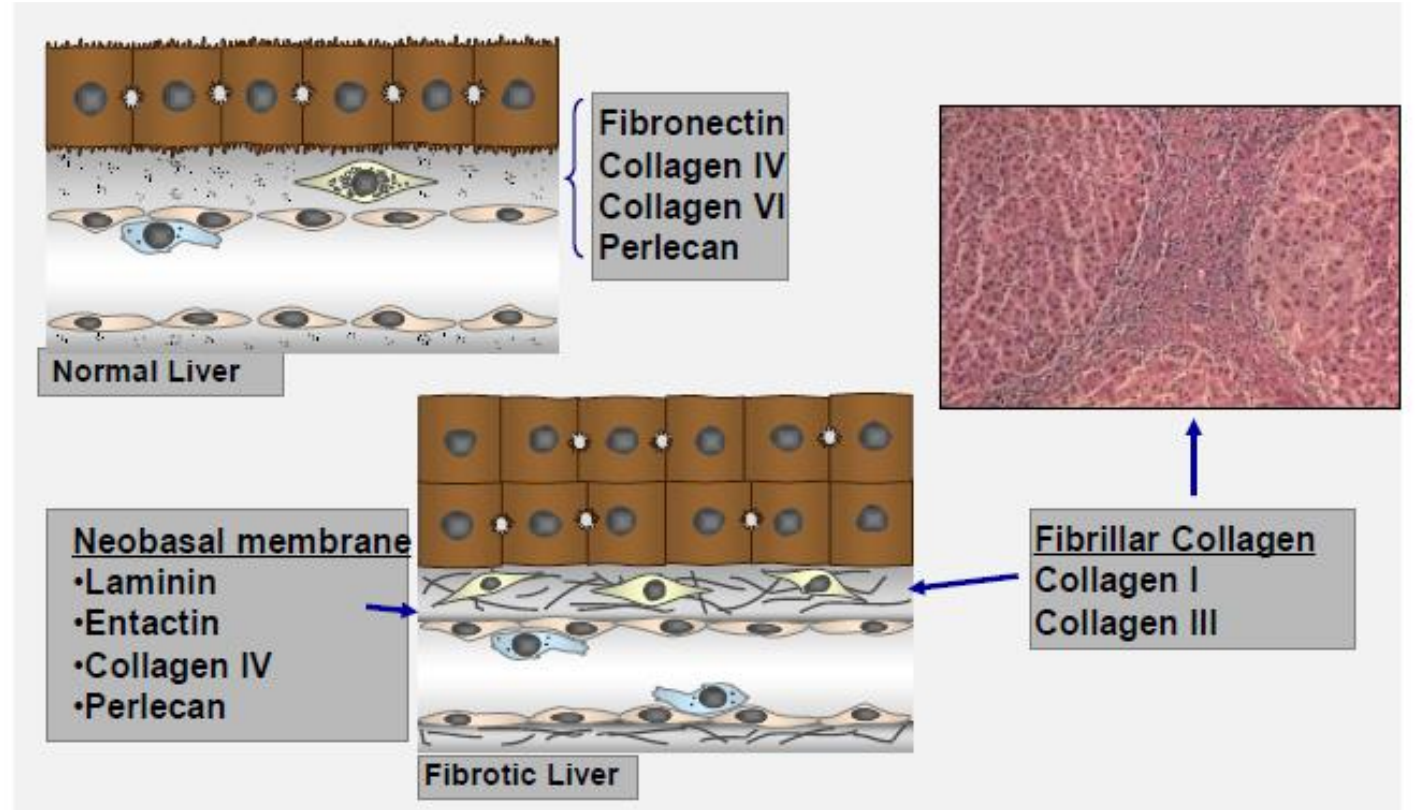 Fibronectin
Collagen IV
Collagen VI
Perlecan
Normal Liver
Neobasal membrane
•Laminin
•Entactin
•Collagen IV
•Perlecan
Fibrillar Collagen
Collagen I
Collagen III
Fibrotic Liver